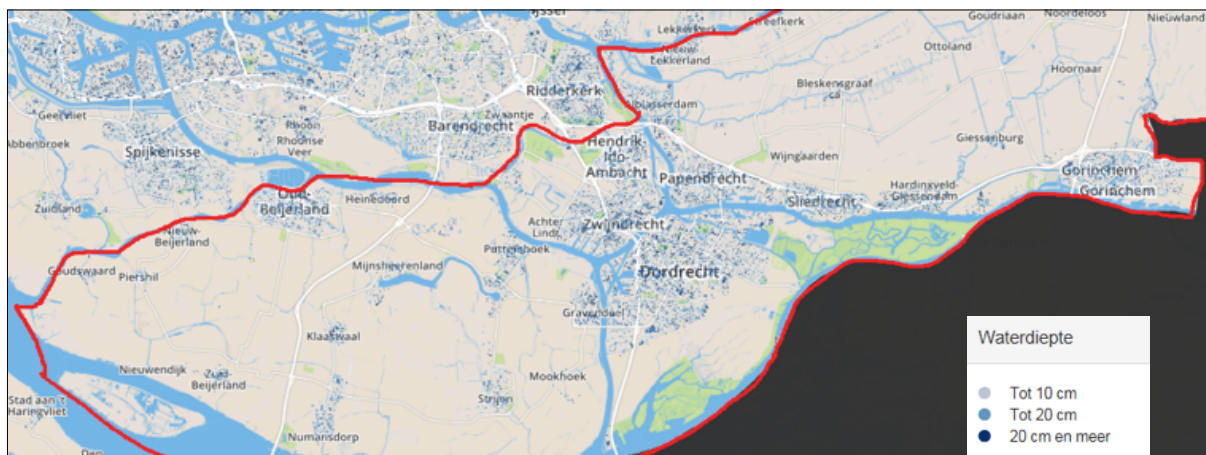 IJssel
Streefkerk
Lekkerkerk
Goudriaan
Noordeloos
Nieuwland
Nieuw-
Lekkerland
Ottoland
Hoornaar
Bleskensgraaf
ca
Ridderkerk
Alblasserdam
Geervliet
Zwaantje
Rhoon
Barendrecht
Abbenbroek
Rhoonse
Veer
Spijkenisse
Hendrik-
Ido-
Ambacht
Giessenburg
Wijngaarden
Papendrecht
Gorinchem
Gorinchem
Hardinxveld-
Giessendam
Sliedrecht
Zuidland
Oud-
Beijerland
Heinenoord
Achter
Lindt
Zwijndrecht
Nieuw-
Beijerland
Puttershoek
Goudswaard
Piershil
Mijnsheerenland
Dordrecht
Gravendeel
Klaaswaal
Nieuwendijk
Zuid-
Beijerland
Mookhoek
Stad aan 't
Haringvliet
Strijen
Numansdorp
Den
Waterdiepte
Tot 10 cm
Tot 20 cm
20 cm en meer